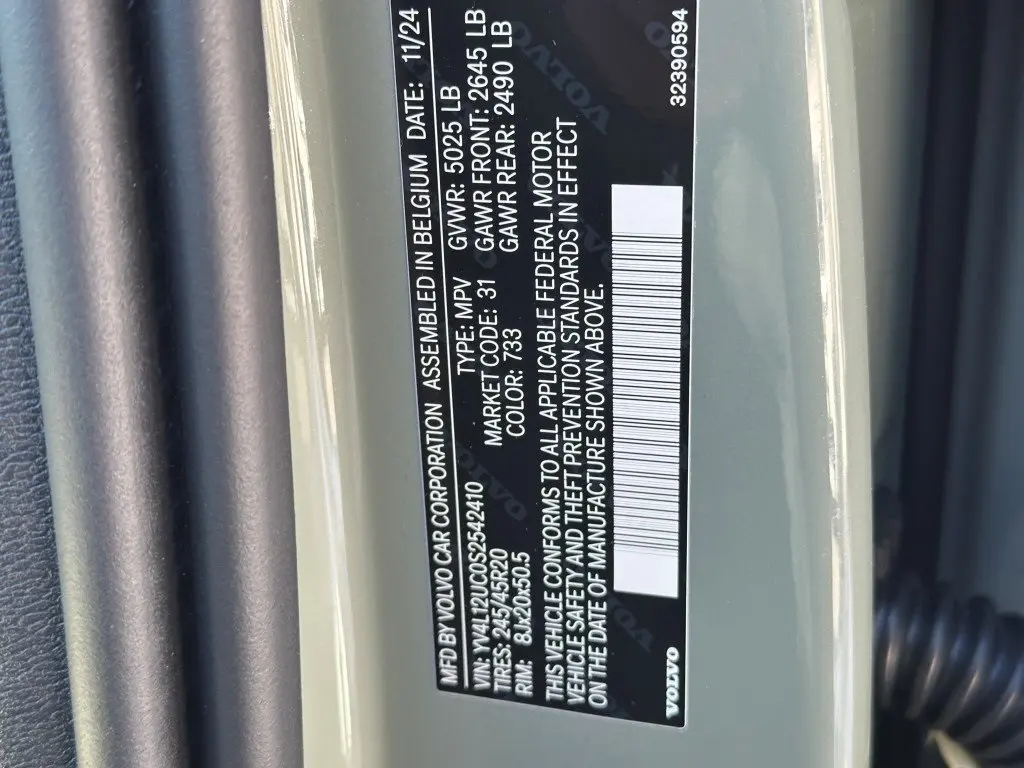 MFD BY VOLVO CAR CORPORATION ASSEMBLED IN BELGIUM DATE: 11/24
VIN: YV4L12UC0S2542410 TYPE: MPV GVWR: 5025 LB
TIRES: 245/45R20 MARKET CODE: 31 GAWR FRONT: 2645 LB
RIM: 8Jx20x50.5 COLOR: 733 GAWR REAR: 2490 LB
THIS VEHICLE CONFORMS TO ALL APPLICABLE FEDERAL MOTOR
VEHICLE SAFETY AND THEFT PREVENTION STANDARDS IN EFFECT
ON THE DATE OF MANUFACTURE SHOWN ABOVE.
VOLVO 32390594